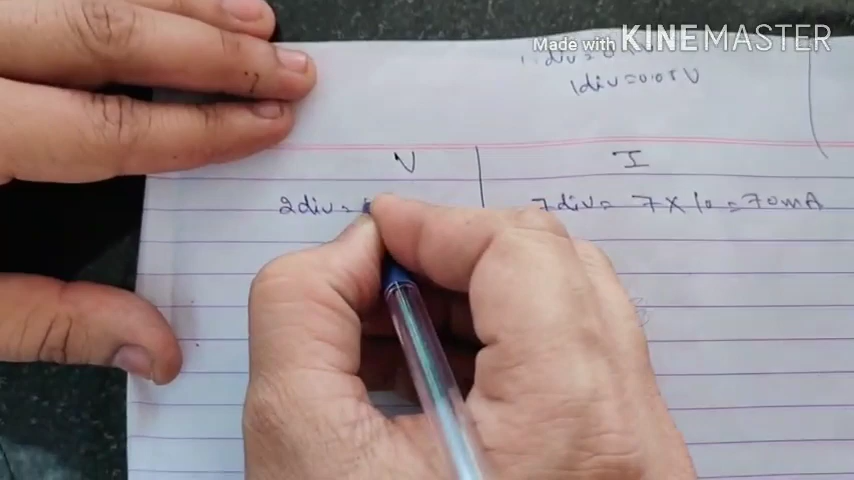 Made with KINEMASTER
1div = 0.05V
V I
2div = 7div = 7 x 10 = 70mA